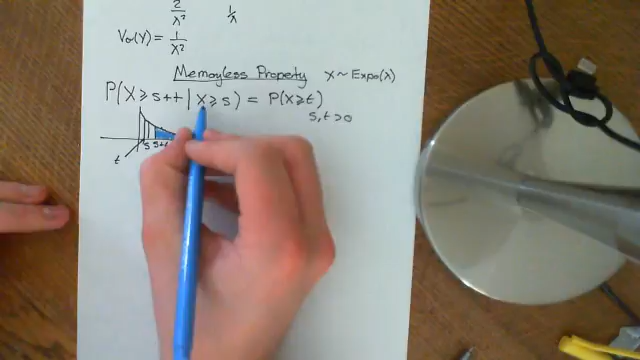 2/λ² 1/λ
Var(Y) = 1/λ²
Memoryless Property X ~ Expo(λ)
P(X ≥ s+t | X ≥ s) = P(X ≥ t)
s, t > 0
s s+t
t